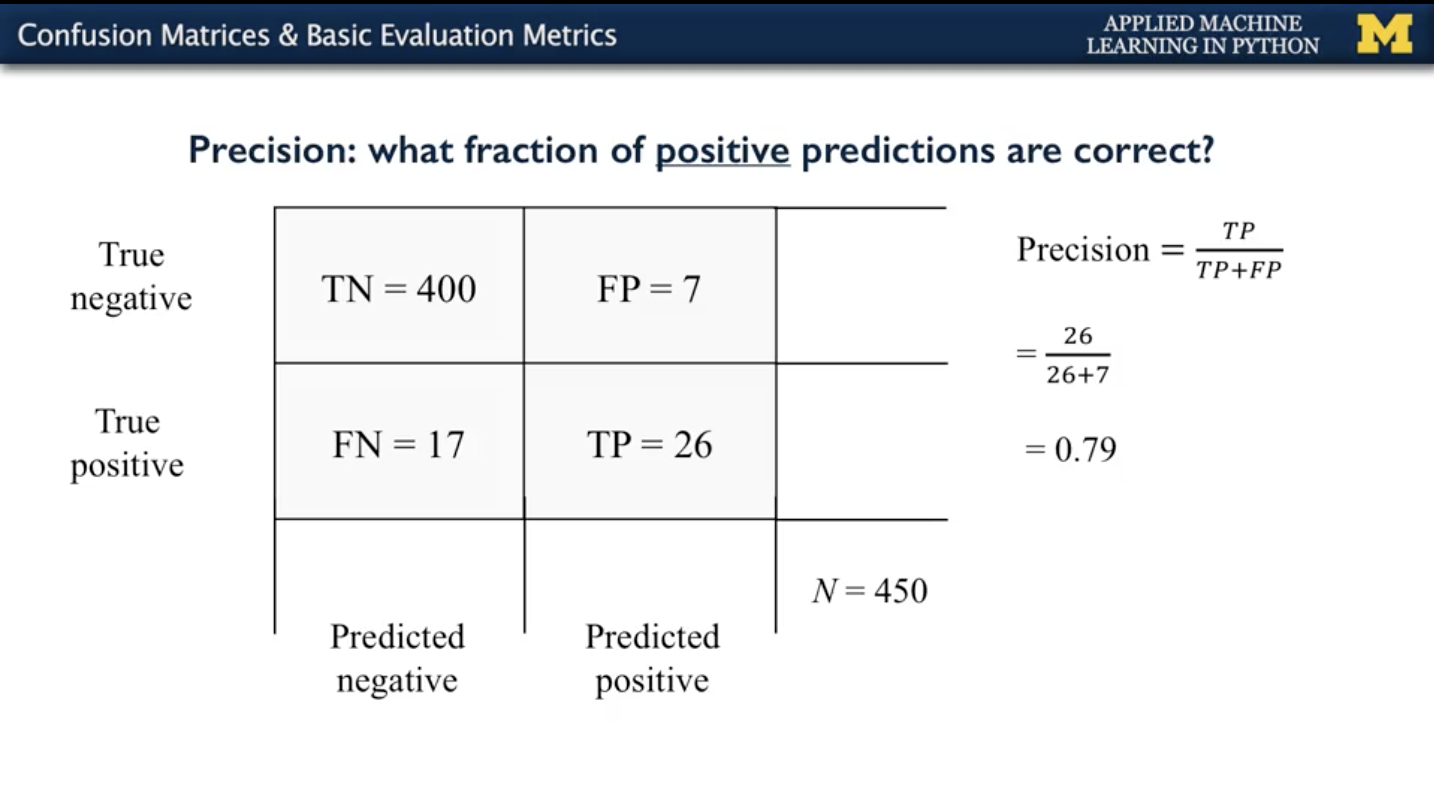 Confusion Matrices & Basic Evaluation Metrics
APPLIED MACHINE
LEARNING IN PYTHON
M
Precision: what fraction of positive predictions are correct?
True
negative
TN = 400
FP = 7
Precision = TP/TP+FP
= 26/26+7
True
positive
FN = 17
TP = 26
= 0.79
N = 450
Predicted
negative
Predicted
positive